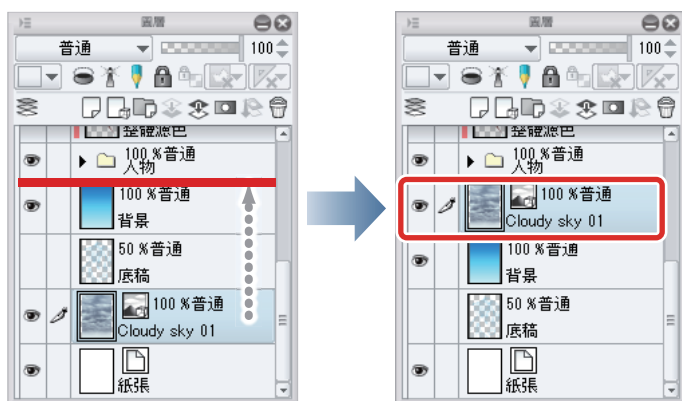 圖層
普通
100
整體濾色
100 %普通
人物
100 %普通
背景
50 %普通
底稿
100 %普通
Cloudy sky 01
紙張
圖層
普通
100
整體濾色
100 %普通
人物
100 %普通
Cloudy sky 01
100 %普通
背景
50 %普通
底稿
紙張